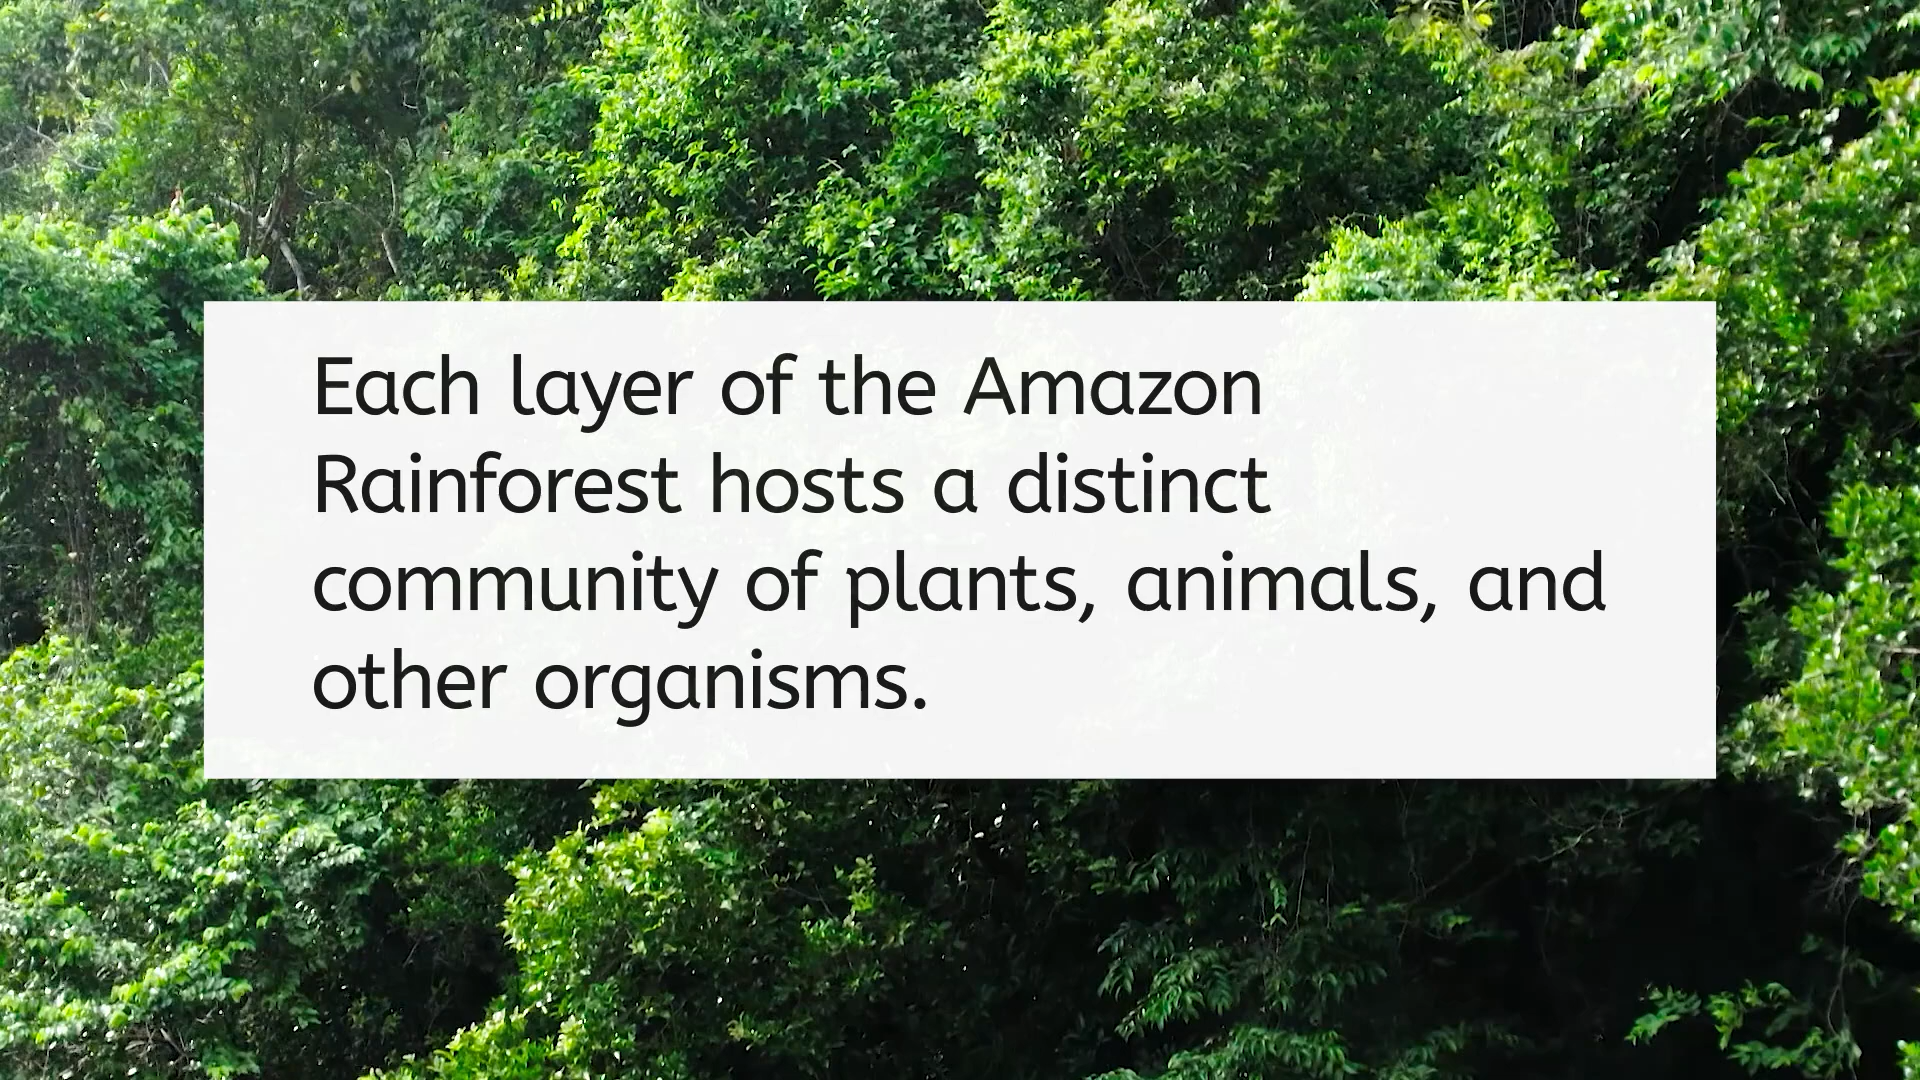 Each layer of the Amazon
Rainforest hosts a distinct
community of plants, animals, and
other organisms.